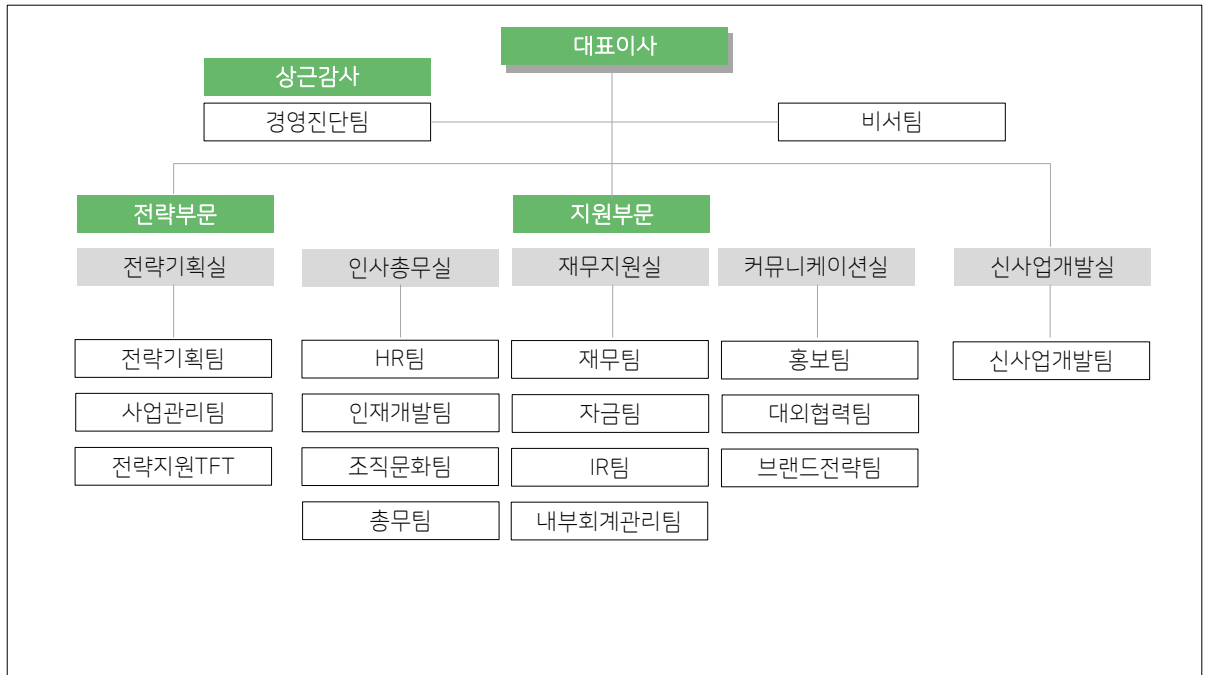 대표이사
상근감사
경영진단팀
비서팀
전략부문
지원부문
전략기획실
인사총무실
재무지원실
커뮤니케이션실
신사업개발실
전략기획팀
HR팀
재무팀
홍보팀
신사업개발팀
사업관리팀
인재개발팀
자금팀
대외협력팀
전략지원TFT
조직문화팀
IR팀
브랜드전략팀
총무팀
내부회계관리팀